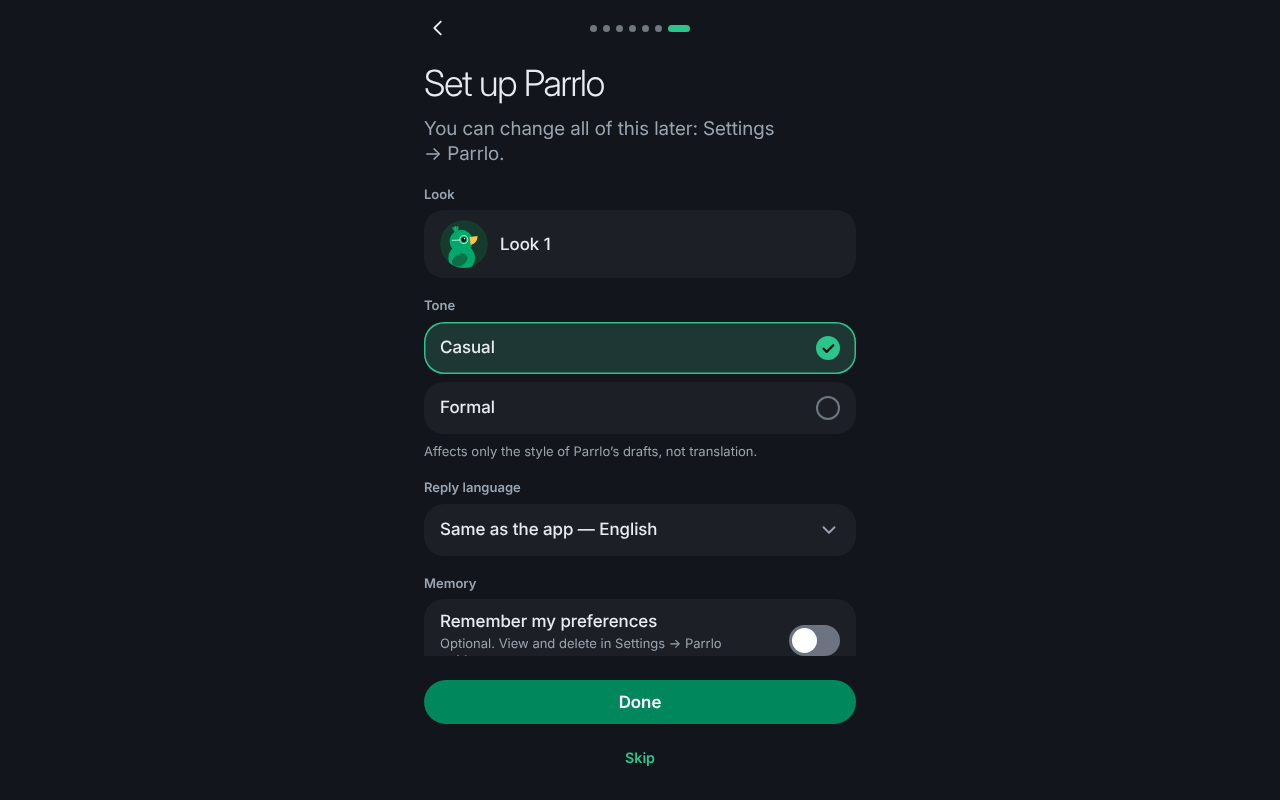 Set up Parrlo
You can change all of this later: Settings
→ Parrlo.
Look
Look 1
Tone
Casual
Formal
Affects only the style of Parrlo’s drafts, not translation.
Reply language
Same as the app — English
Memory
Remember my preferences
Optional. View and delete in Settings → Parrlo
Done
Skip